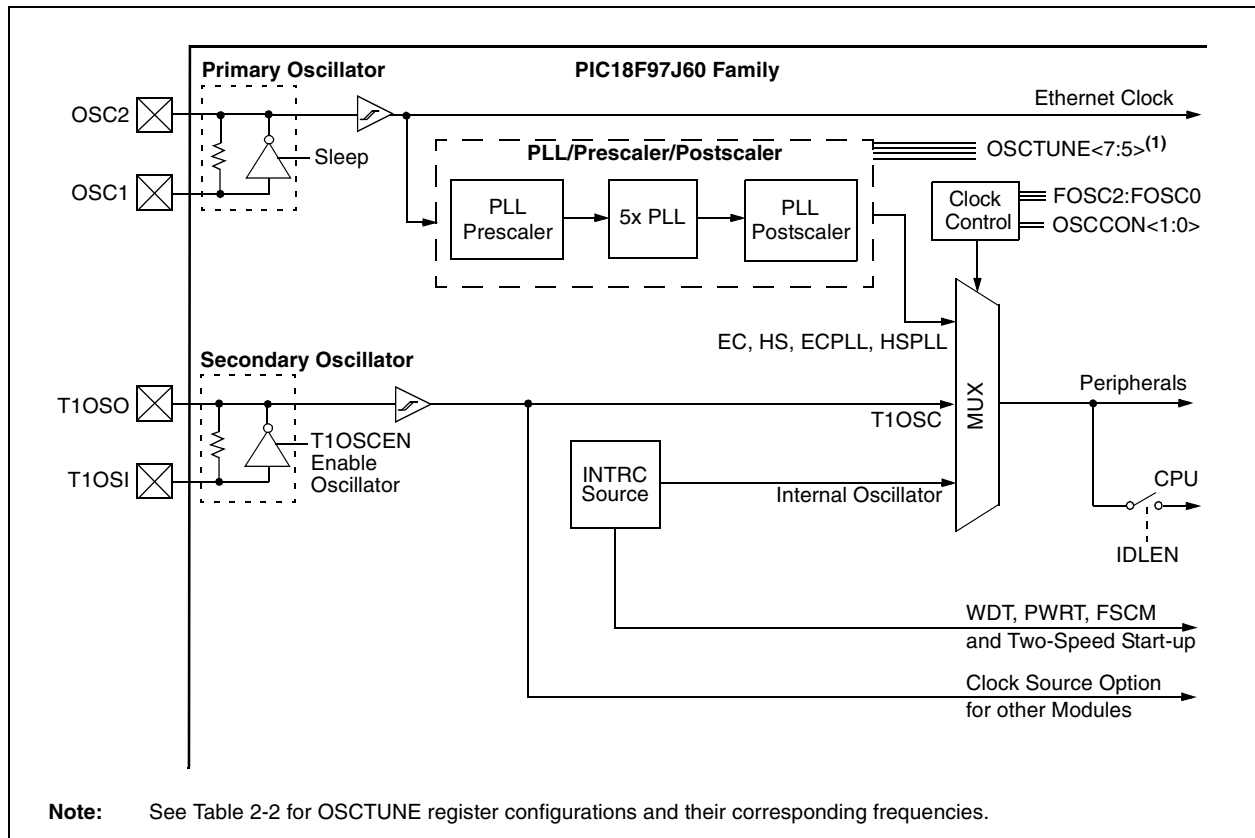 Primary Oscillator
PIC18F97J60 Family
OSC2
Ethernet Clock
Sleep
OSC1
PLL/Prescaler/Postscaler
OSCTUNE<7:5>(1)
PLL
Prescaler
5x PLL
PLL
Postscaler
Clock
Control
FOSC2:FOSC0
OSCCON<1:0>
EC, HS, ECPLL, HSPLL
Secondary Oscillator
T1OSO
T1OSCEN
Enable
Oscillator
T1OSI
T1OSC
MUX
Peripherals
INTRC
Source
Internal Oscillator
CPU
IDLEN
WDT, PWRT, FSCM
and Two-Speed Start-up
Clock Source Option
for other Modules
Note: See Table 2-2 for OSCTUNE register configurations and their corresponding frequencies.